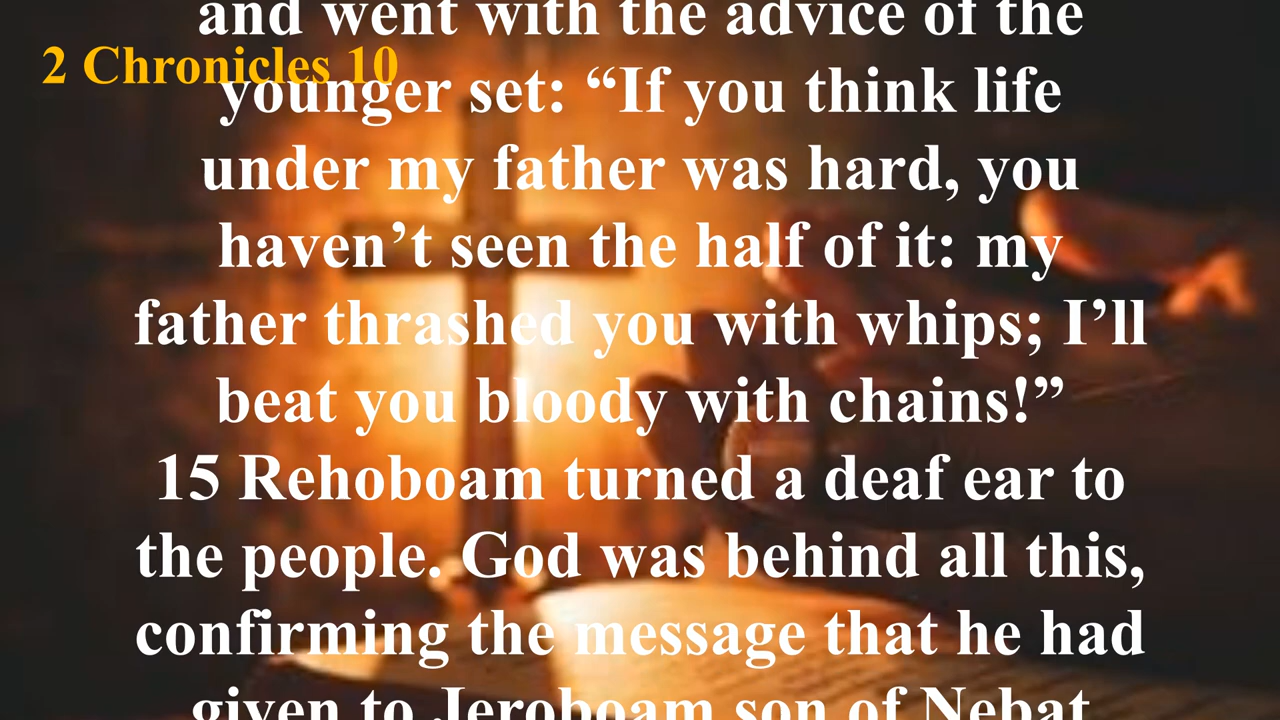 and went with the advice of the
2 Chronicles 10
younger set: “If you think life
under my father was hard, you
haven’t seen the half of it: my
father thrashed you with whips; I’ll
beat you bloody with chains!”
15 Rehoboam turned a deaf ear to
the people. God was behind all this,
confirming the message that he had
given to Jeroboam son of Nebat